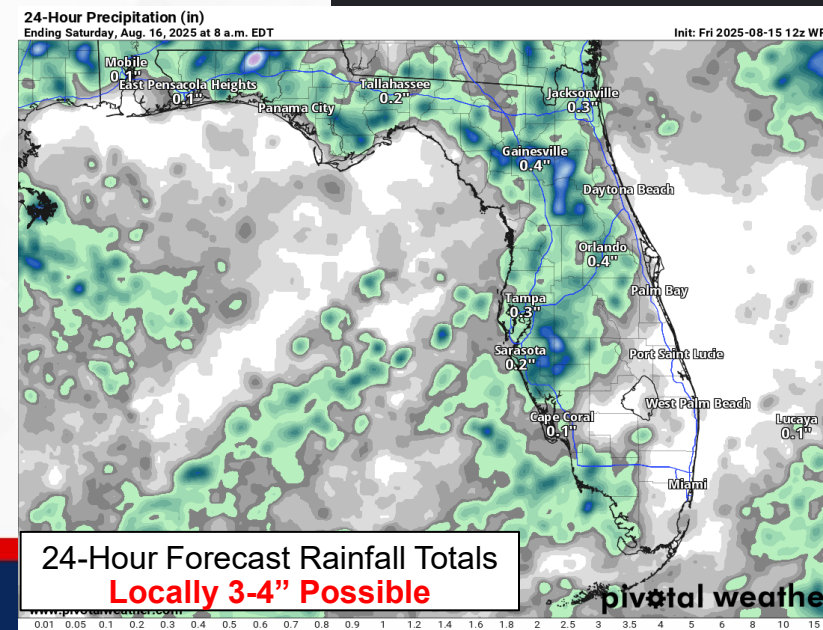 24-Hour Precipitation (in)
Ending Saturday, Aug. 16, 2025 at 8 a.m. EDT
Init: Fri 2025-08-15 12z WP
Mobile
0.1"
East Pensacola Heights
0.1"
Panama City
Tallahassee
0.2"
Jacksonville
0.3"
Gainesville
0.4"
Daytona Beach
Orlando
0.4"
Palm Bay
Tampa
0.3"
Sarasota
0.2"
Port Saint Lucie
West Palm Beach
Cape Coral
0.1"
Lucaya
0.1"
Miami
24-Hour Forecast Rainfall Totals
Locally 3-4” Possible
www.pivotalweather.com
pivotal weathe
0.01 0.05 0.1 0.2 0.3 0.4 0.5 0.6 0.7 0.8 0.9 1 1.2 1.4 1.6 1.8 2 2.5 3 3.5 4 5 6 8 10 15